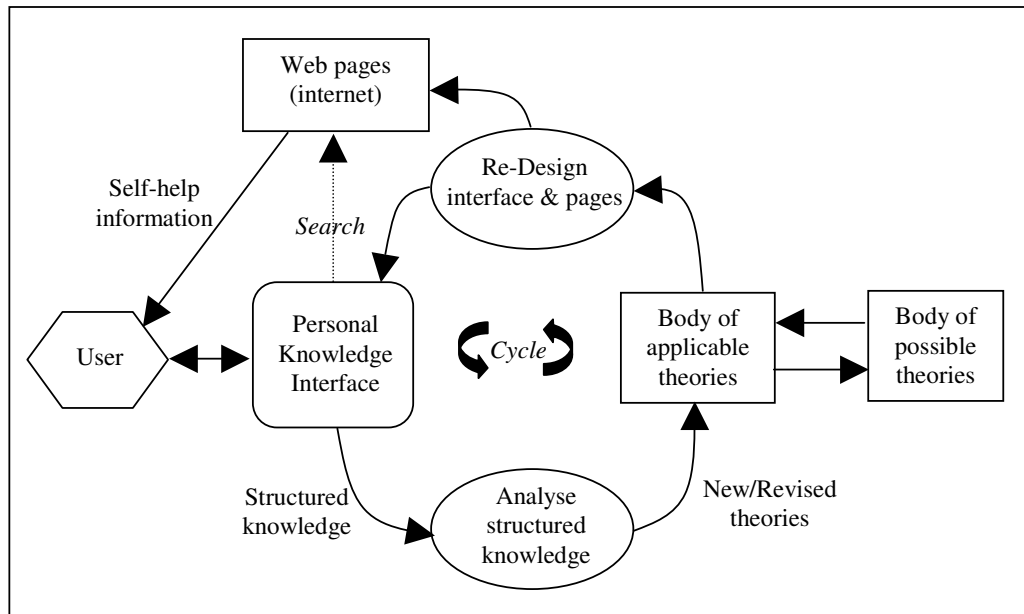 Web pages
(internet)
Re-Design
interface & pages
Self-help
information
Search
User
Personal
Knowledge
Interface
Cycle
Body of
applicable
theories
Body of
possible
theories
Structured
knowledge
Analyse
structured
knowledge
New/Revised
theories